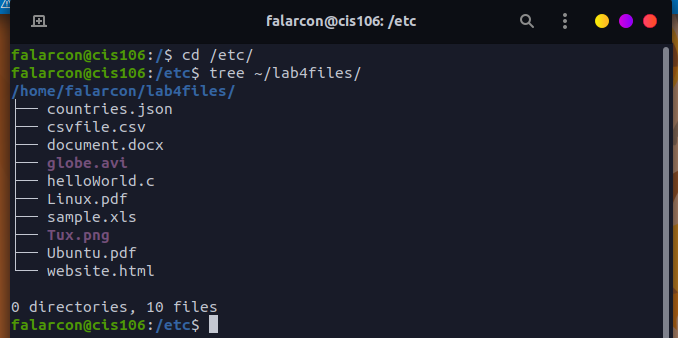 falarcon@cis106: /etc
falarcon@cis106:/$ cd /etc/
falarcon@cis106:/etc$ tree ~/lab4files/
/home/falarcon/lab4files/
├── countries.json
├── csvfile.csv
├── document.docx
├── globe.avi
├── helloWorld.c
├── Linux.pdf
├── sample.xls
├── Tux.png
├── Ubuntu.pdf
└── website.html
0 directories, 10 files
falarcon@cis106:/etc$